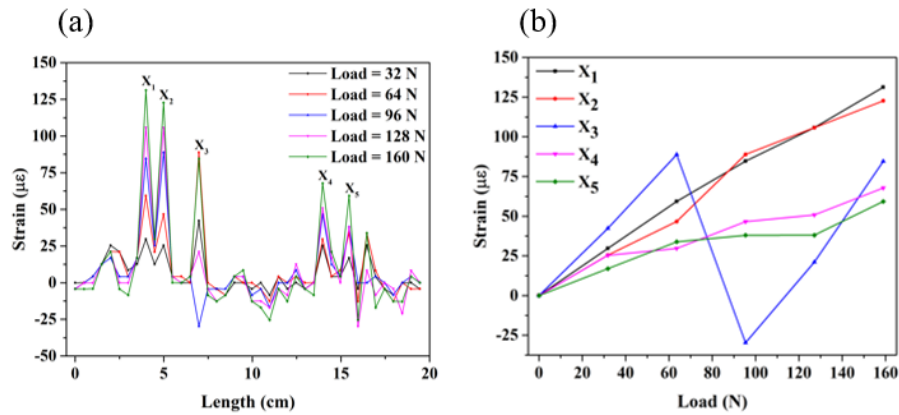 (a)
150
125
100
75
50
25
0
-25
-50
Strain (με)
0
5
10
15
20
Length (cm)
X1
X2
X3
X4
X5
Load = 32 N
Load = 64 N
Load = 96 N
Load = 128 N
Load = 160 N
(b)
150
125
100
75
50
25
0
-25
Strain (με)
0
20
40
60
80
100
120
140
160
Load (N)
X1
X2
X3
X4
X5